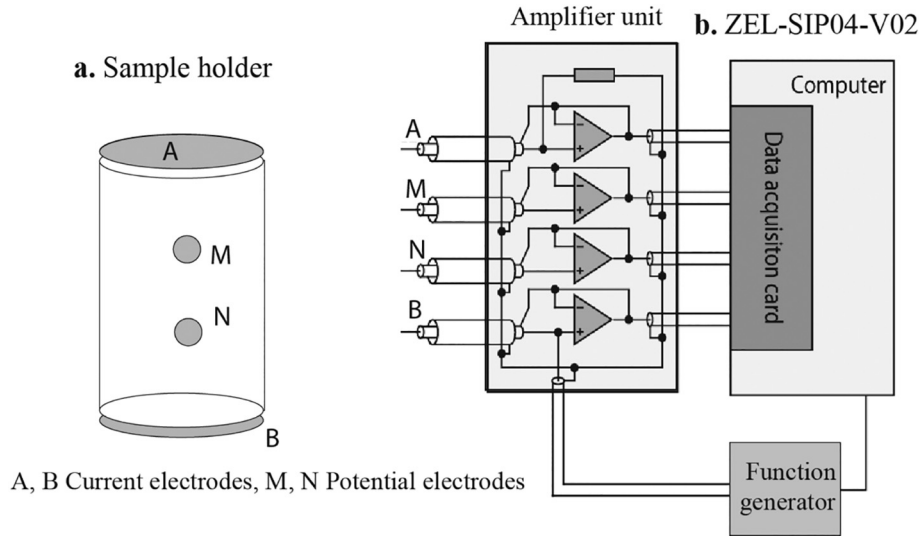 a. Sample holder
A
M
N
B
A, B Current electrodes, M, N Potential electrodes
Amplifier unit
b. ZEL-SIP04-V02
A
M
N
B
-
+
-
+
-
+
-
+
Computer
Data acquisiton card
Function
generator